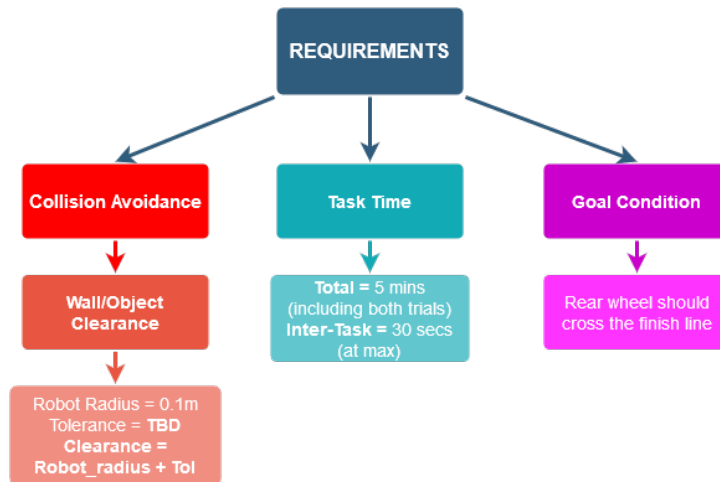 REQUIREMENTS
Collision Avoidance
Task Time
Goal Condition
Wall/Object
Clearance
Total = 5 mins
(including both trials)
Inter-Task = 30 secs
(at max)
Rear wheel should
cross the finish line
Robot Radius = 0.1m
Tolerance = TBD
Clearance =
Robot_radius + Tol